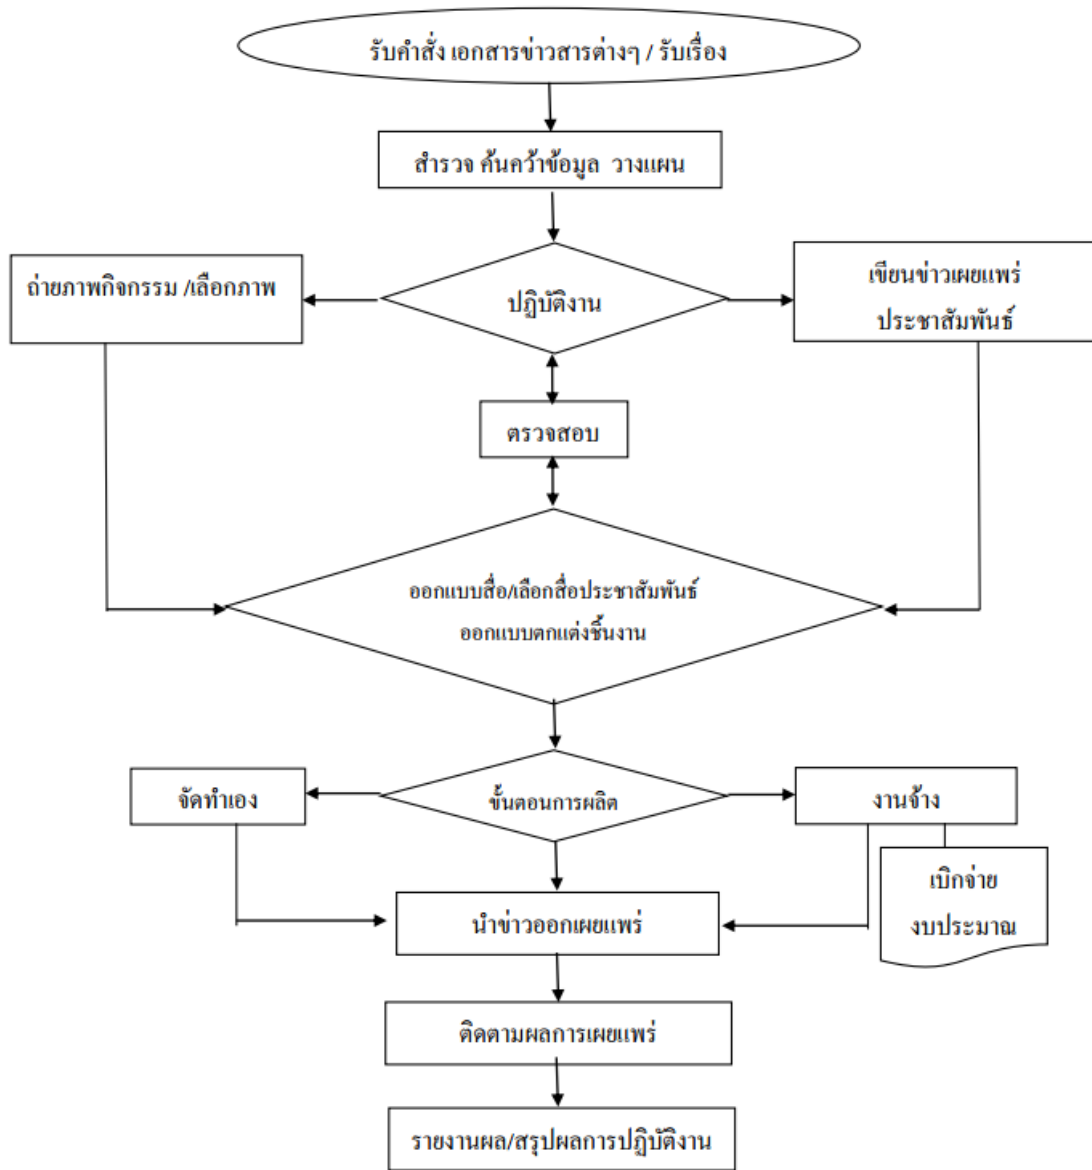 รับคำสั่ง เอกสารข่าวสารต่างๆ / รับเรื่อง
สำรวจ ค้นคว้าข้อมูล วางแผน
ถ่ายภาพกิจกรรม /เลือกภาพ
ปฏิบัติงาน
เขียนข่าวเผยแพร่
ประชาสัมพันธ์
ตรวจสอบ
ออกแบบสื่อ/เลือกสื่อประชาสัมพันธ์
ออกแบบตกแต่งชิ้นงาน
จัดทำเอง
ขั้นตอนการผลิต
งานจ้าง
เบิกจ่าย
งบประมาณ
นำข่าวออกเผยแพร่
ติดตามผลการเผยแพร่
รายงานผล/สรุปผลการปฏิบัติงาน